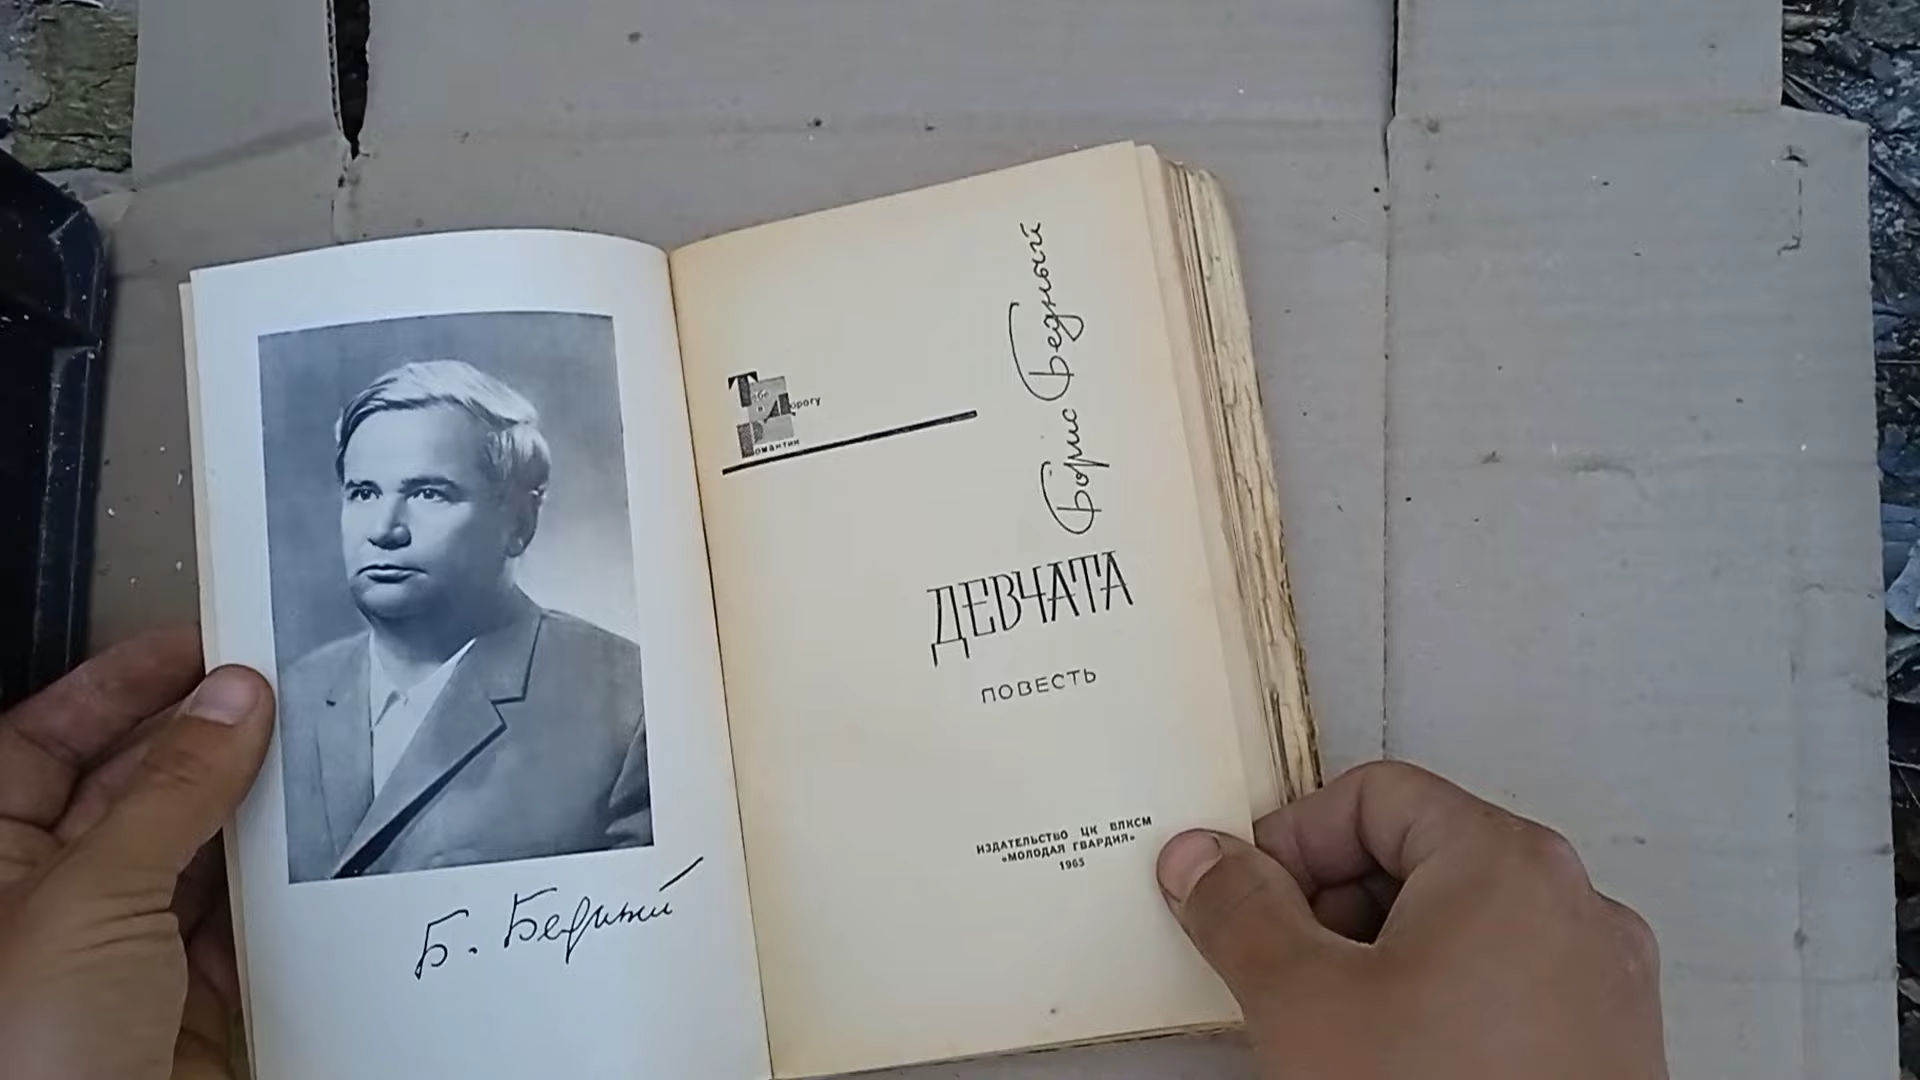 Б. Бедный
Тебе
в Дорогу
Романтик
Борис Бедный
ДЕВЧАТА
ПОВЕСТЬ
ИЗДАТЕЛЬСТВО ЦК ВЛКСМ
«МОЛОДАЯ ГВАРДИЯ»
1965